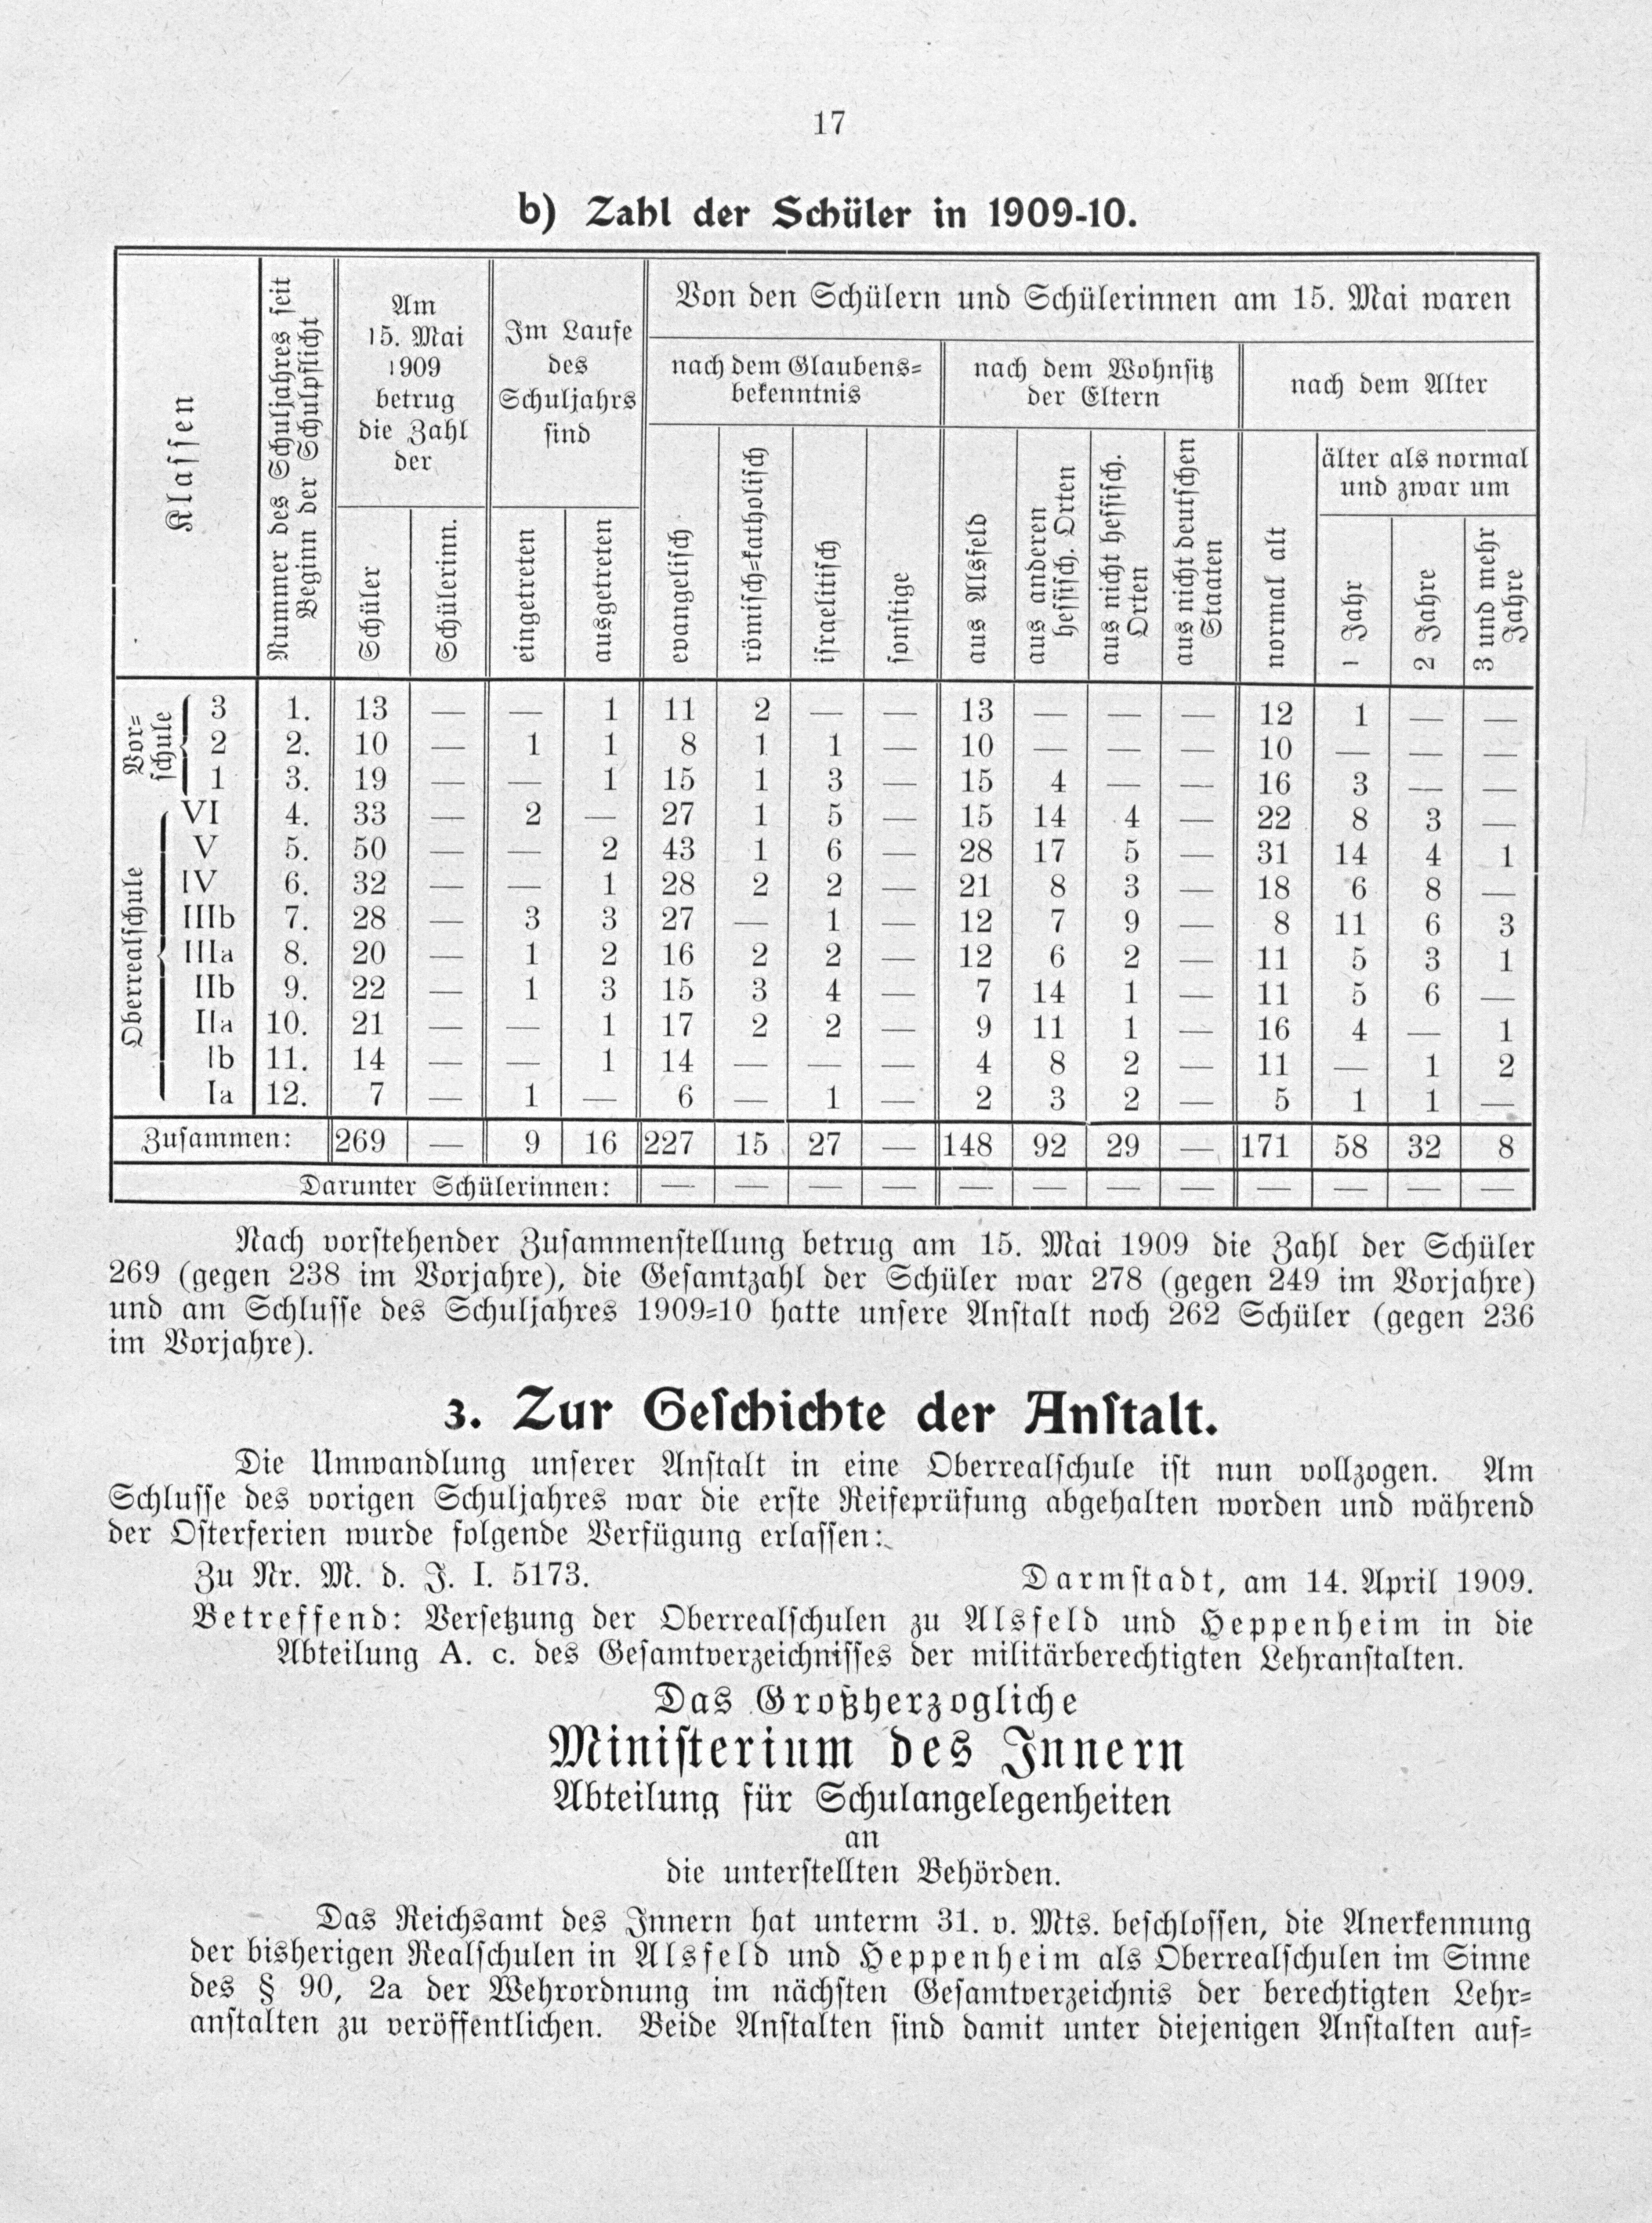 17
b) Zahl der Schüler in 1909-10.
Klassen
Nummer des Schuljahres seit
Beginn der Schulpflicht
Am
15. Mai
1909
betrug
die Zahl
der
Schüler
Schülerinn.
Im Laufe
des
Schuljahrs
sind
eingetreten
ausgetreten
Von den Schülern und Schülerinnen am 15. Mai waren
nach dem Glaubens-
bekenntnis
evangelisch
römisch-katholisch
israelitisch
sonstige
nach dem Wohnsitz
der Eltern
aus Alsfeld
aus anderen
hessisch. Orten
aus nicht hessisch.
Orten
aus nicht deutschen
Staaten
nach dem Alter
normal alt
älter als normal
und zwar um
1 Jahr
2 Jahre
3 und mehr
Jahre
Vor-
schule
Oberrealschule
3 1. 13 — — 1 11 2 — — 13 — — — 12 1 — —
2 2. 10 — 1 1 8 1 1 — 10 — — — 10 — — —
1 3. 19 — — 1 15 1 3 — 15 4 — — 16 3 — —
VI 4. 33 — 2 — 27 1 5 — 15 14 4 — 22 8 3 —
V 5. 50 — — 2 43 1 6 — 28 17 5 — 31 14 4 1
IV 6. 32 — — 1 28 2 2 — 21 8 3 — 18 6 8 —
IIIb 7. 28 — 3 3 27 — 1 — 12 7 9 — 8 11 6 3
IIIa 8. 20 — 1 2 16 2 2 — 12 6 2 — 11 5 3 1
IIb 9. 22 — 1 3 15 3 4 — 7 14 1 — 11 5 6 —
IIa 10. 21 — — 1 17 2 2 — 9 11 1 — 16 4 — 1
Ib 11. 14 — — 1 14 — — — 4 8 2 — 11 — 1 2
Ia 12. 7 — 1 — 6 — 1 — 2 3 2 — 5 1 1 —
Zusammen: 269 — 9 16 227 15 27 — 148 92 29 — 171 58 32 8
Darunter Schülerinnen: — — — — — — — — — — — —
Nach vorstehender Zusammenstellung betrug am 15. Mai 1909 die Zahl der Schüler
269 (gegen 238 im Vorjahre), die Gesamtzahl der Schüler war 278 (gegen 249 im Vorjahre)
und am Schlusse des Schuljahres 1909-10 hatte unsere Anstalt noch 262 Schüler (gegen 236
im Vorjahre).
3. Zur Geschichte der Anstalt.
Die Umwandlung unserer Anstalt in eine Oberrealschule ist nun vollzogen. Am
Schlusse des vorigen Schuljahres war die erste Reifeprüfung abgehalten worden und während
der Osterferien wurde folgende Verfügung erlassen:
Zu Nr. M. d. J. I. 5173. Darmstadt, am 14. April 1909.
Betreffend: Versetzung der Oberrealschulen zu Alsfeld und Heppenheim in die
Abteilung A. c. des Gesamtverzeichnisses der militärberechtigten Lehranstalten.
Das Großherzogliche
Ministerium des Innern
Abteilung für Schulangelegenheiten
an
die unterstellten Behörden.
Das Reichsamt des Innern hat unterm 31. v. Mts. beschlossen, die Anerkennung
der bisherigen Realschulen in Alsfeld und Heppenheim als Oberrealschulen im Sinne
des § 90, 2a der Wehrordnung im nächsten Gesamtverzeichnis der berechtigten Lehr-
anstalten zu veröffentlichen. Beide Anstalten sind damit unter diejenigen Anstalten auf-